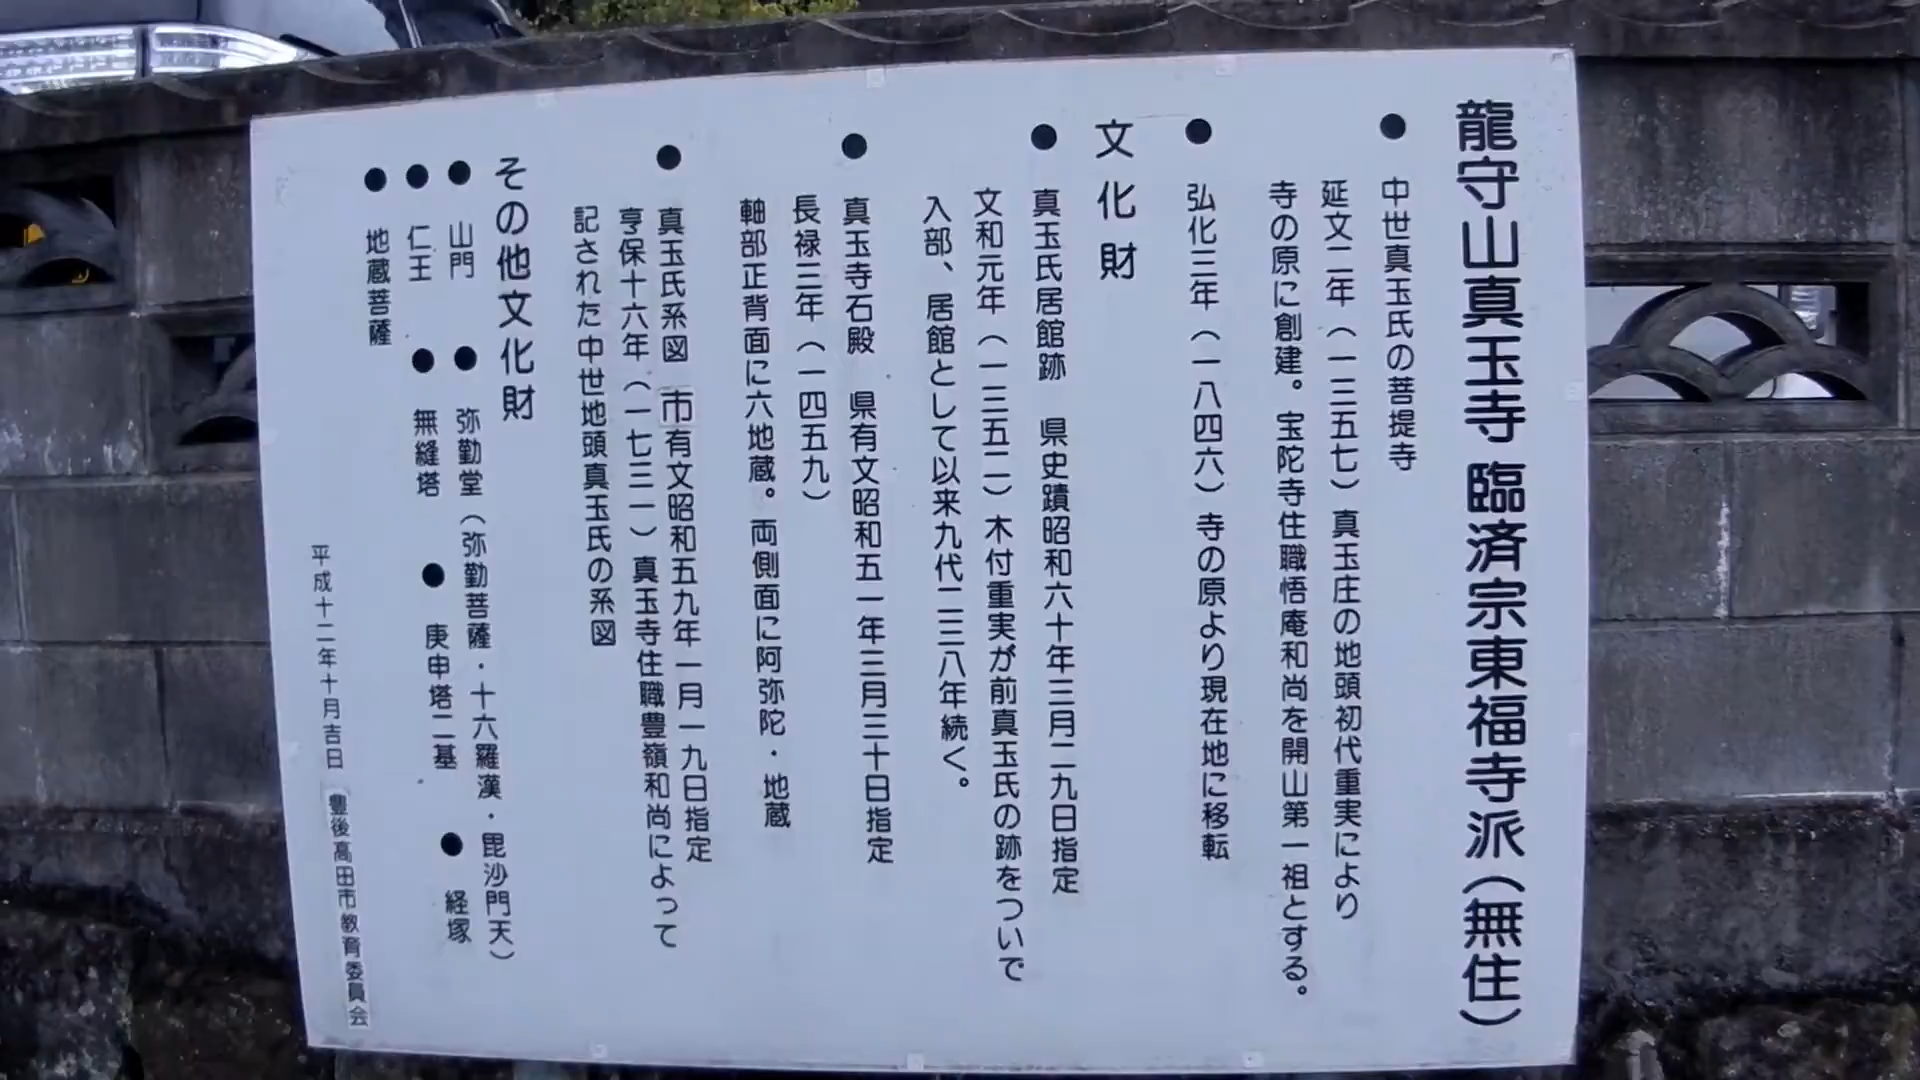 龍守山真玉寺 臨済宗東福寺派（無住）
● 中世真玉氏の菩提寺
延文二年（一三五七）真玉庄の地頭初代重実により
寺の原に創建。宝陀寺住職悟庵和尚を開山第一祖とする。
● 弘化三年（一八四六）寺の原より現在地に移転
文化財
● 真玉氏居館跡 県史蹟昭和六十年三月二九日指定
文和元年（一三五二）木付重実が前真玉氏の跡をついで
入部、居館として以来九代二三八年続く。
● 真玉寺石殿 県有文昭和五一年三月三十日指定
長禄三年（一四五九）
軸部正背面に六地蔵。両側面に阿弥陀・地蔵
● 真玉氏系図 市有文昭和五九年一月一九日指定
亨保十六年（一七三一）真玉寺住職豊嶺和尚によって
記された中世地頭真玉氏の系図
その他文化財
● 山門 ● 弥勤堂（弥勤菩薩・十六羅漢・毘沙門天）
● 仁王 ● 無縫塔 ● 庚申塔二基 ● 経塚
● 地蔵菩薩
平成十二年十月吉日 豊後高田市教育委員会